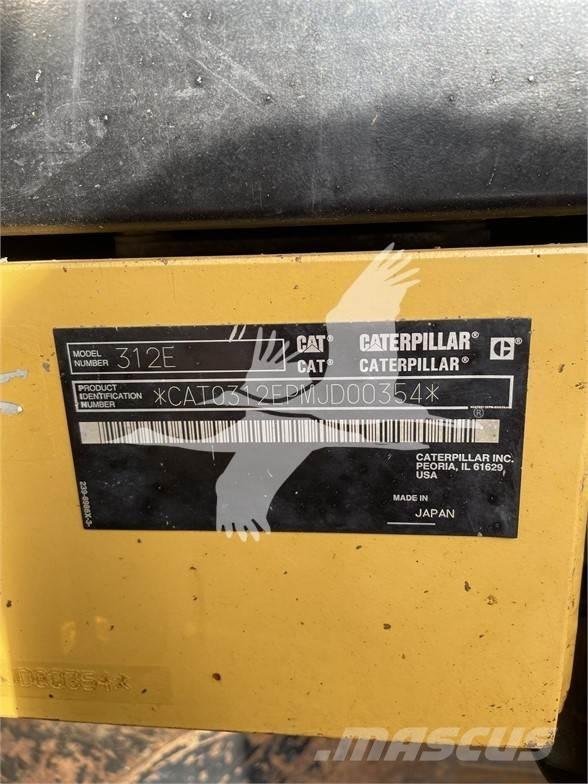 MODEL NUMBER 312E
CAT® CATERPILLAR®
CAT® CATERPILLAR®
PRODUCT IDENTIFICATION NUMBER *CAT0312EPMJD00354*
CATERPILLAR INC.
PEORIA, IL 61629,
USA
MADE IN
JAPAN
JD00354*
MASCUS